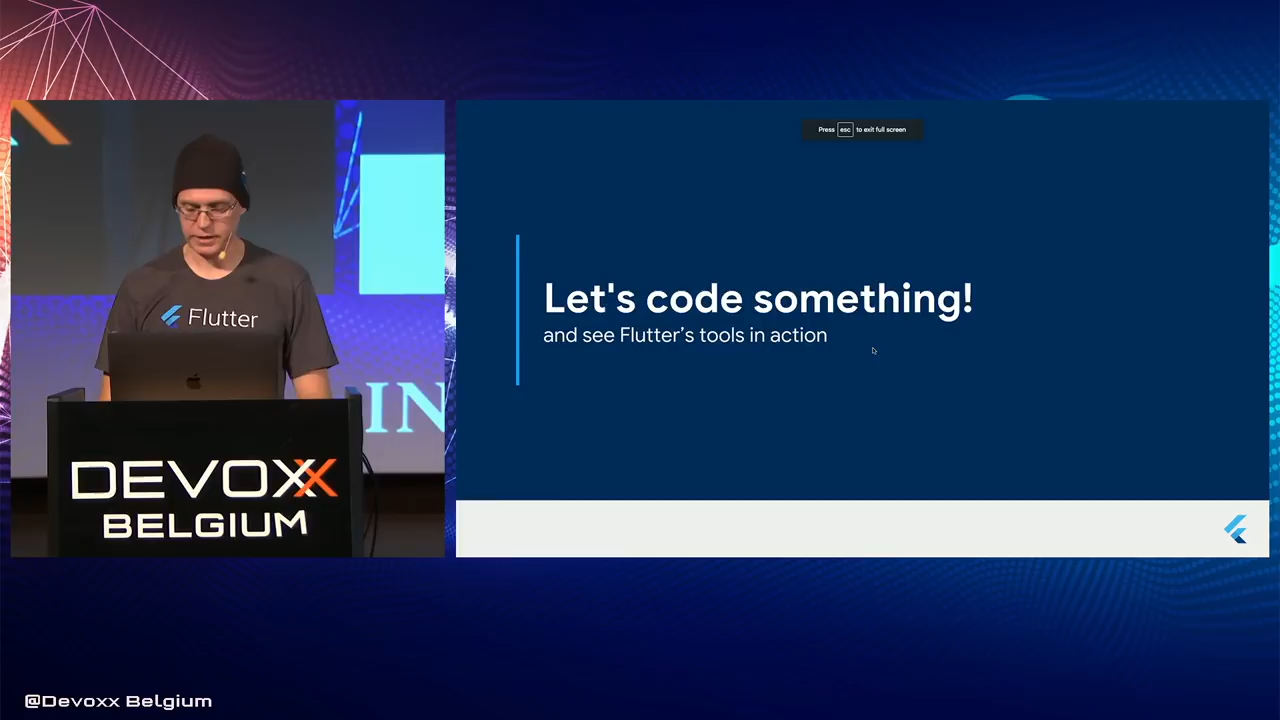 Flutter
IN
DEVOXX
BELGIUM
Press esc to exit full screen
Let's code something!
and see Flutter's tools in action
@Devoxx Belgium